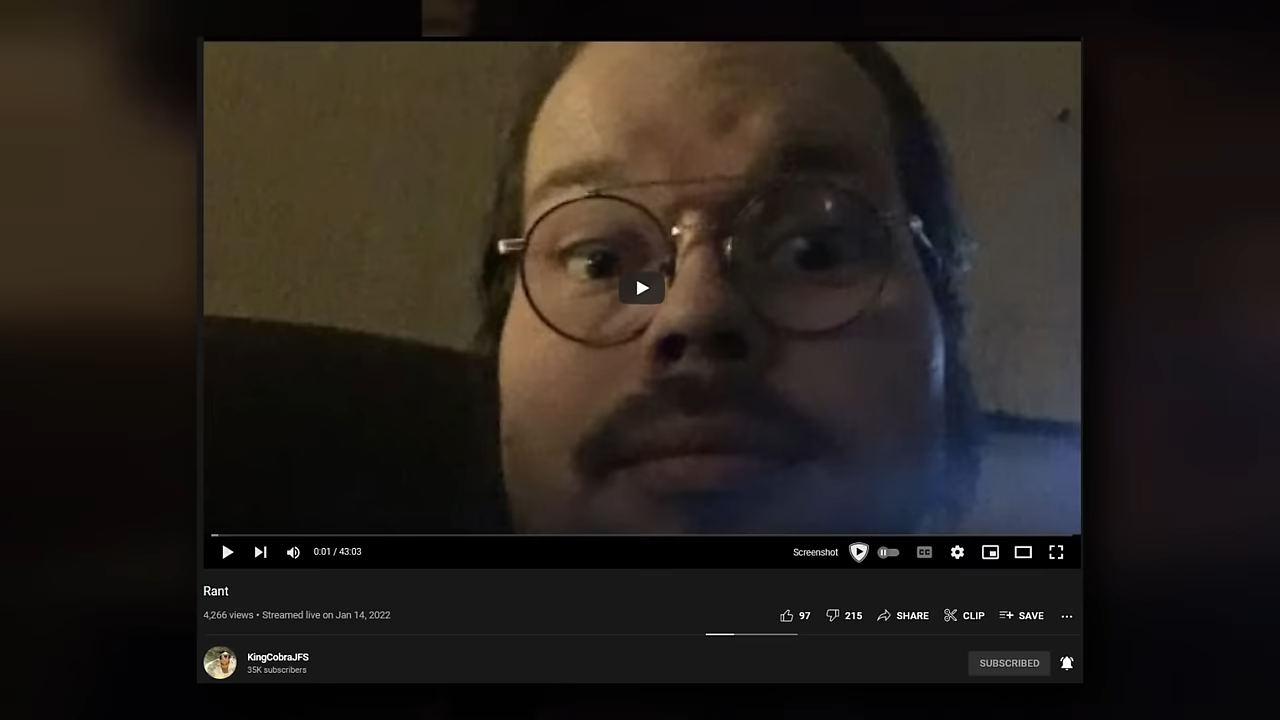 0:01 / 43:03
Screenshot
CC
Rant
4,266 views • Streamed live on Jan 14, 2022
97
215
SHARE
CLIP
SAVE
KingCobraJFS
35K subscribers
SUBSCRIBED